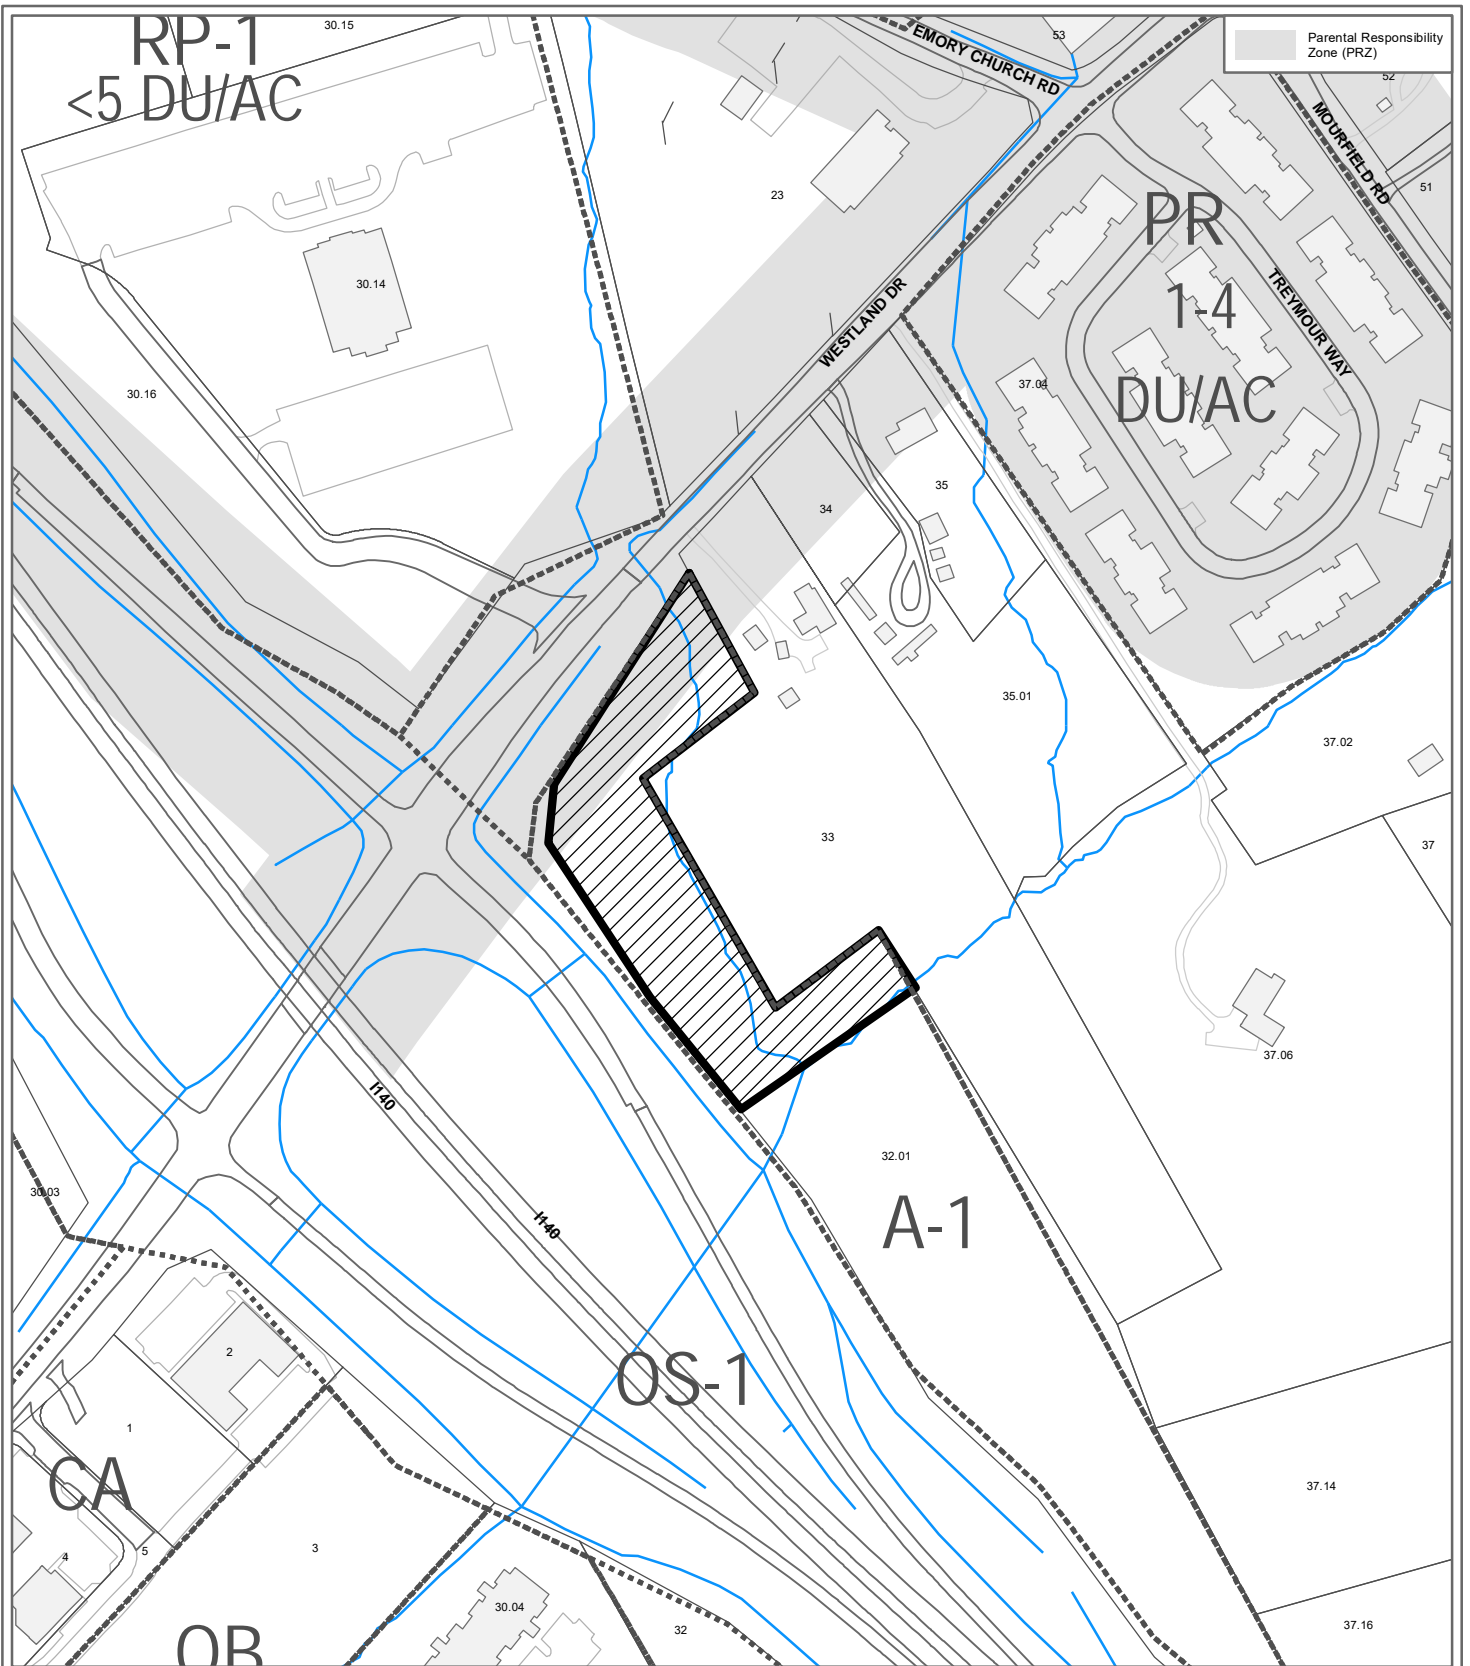 RP-1
<5 DU/AC
30.15
EMORY CHURCH RD
53
Parental Responsibility
Zone (PRZ)
52
MOURFIELD RD
51
23
PR
1-4
DU/AC
TREYMOUR WAY
30.14
WESTLAND DR
30.16
37.04
35
34
35.01
37.02
33
37
37.06
I140
32.01
A-1
30.03
I140
2
OS-1
1
CA
37.14
4
5
3
30.04
32
37.16
OB